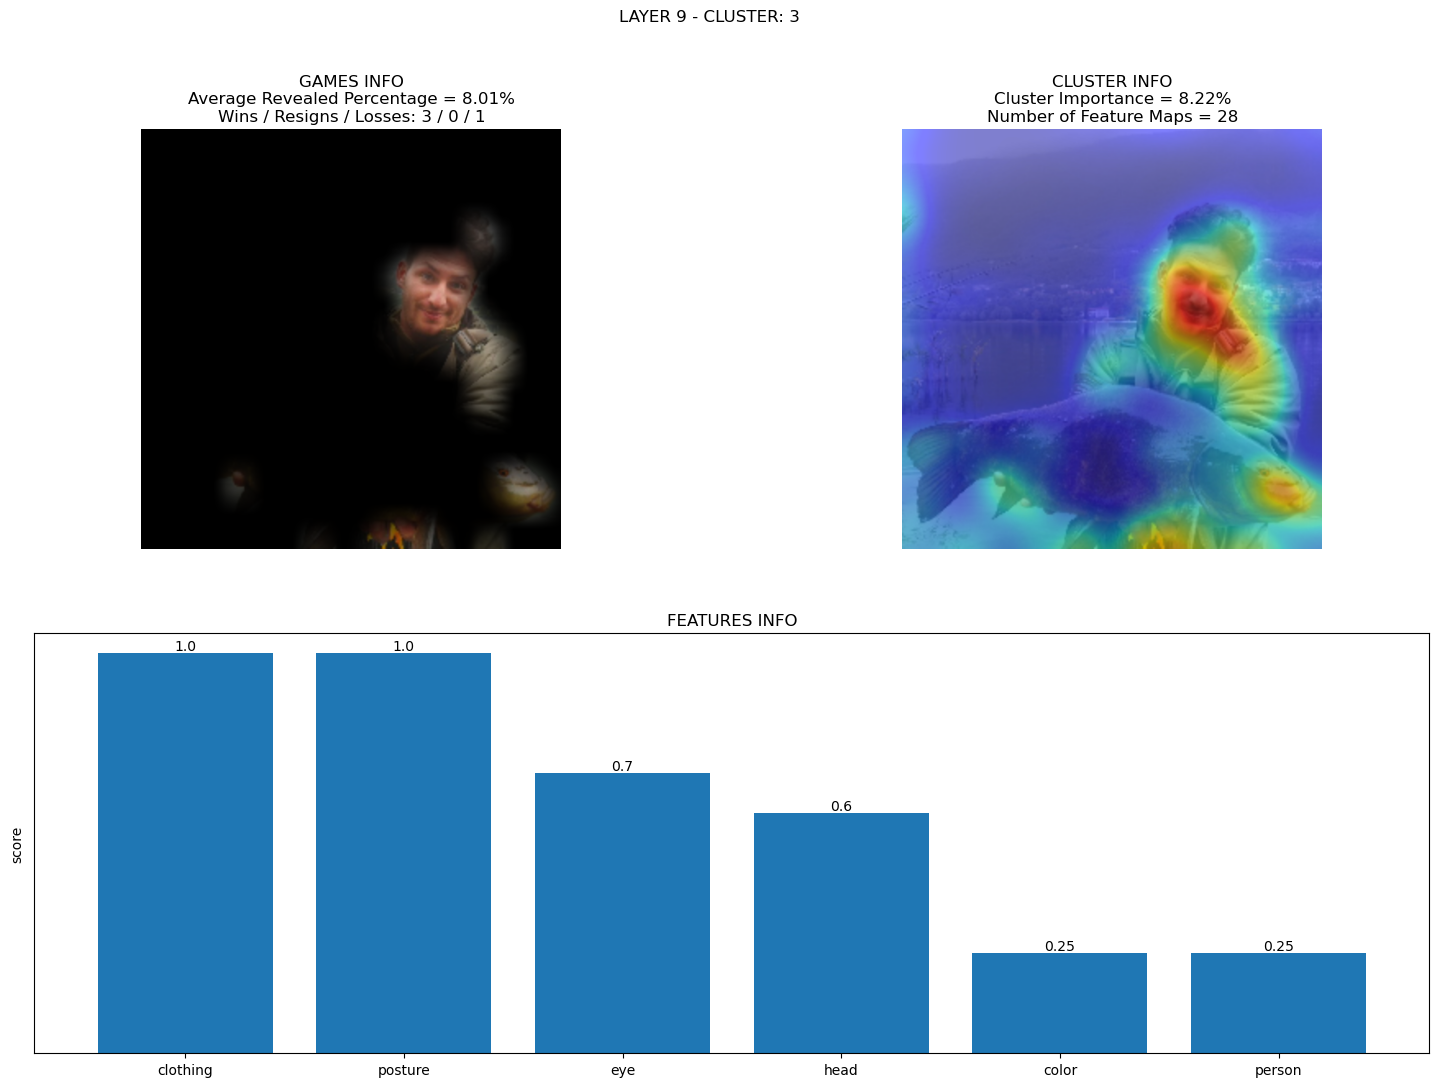 LAYER 9 - CLUSTER: 3
GAMES INFO
Average Revealed Percentage = 8.01%
Wins / Resigns / Losses: 3 / 0 / 1
CLUSTER INFO
Cluster Importance = 8.22%
Number of Feature Maps = 28
FEATURES INFO
score
1.0
1.0
0.7
0.6
0.25
0.25
clothing
posture
eye
head
color
person